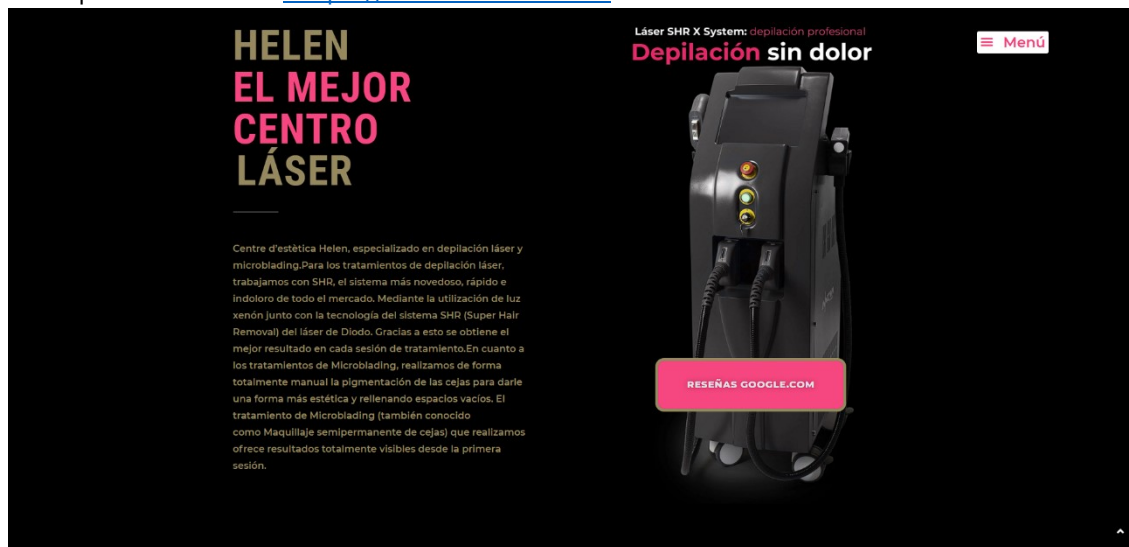 HELEN
EL MEJOR
CENTRO
LÁSER
Centre d'estètica Helen, especializado en depilación láser y
microblading.Para los tratamientos de depilación láser,
trabajamos con SHR, el sistema más novedoso, rápido e
indoloro de todo el mercado. Mediante la utilización de luz
xenón junto con la tecnología del sistema SHR (Super Hair
Removal) del láser de Diodo. Gracias a esto se obtiene el
mejor resultado en cada sesión de tratamiento.En cuanto a
los tratamientos de Microblading, realizamos de forma
totalmente manual la pigmentación de las cejas para darle
una forma más estética y rellenando espacios vacíos. El
tratamiento de Microblading (también conocido
como Maquillaje semipermanente de cejas) que realizamos
ofrece resultados totalmente visibles desde la primera
sesión.
Láser SHR X System: depilación profesional
Depilación sin dolor
Menú
RESEÑAS GOOGLE.COM